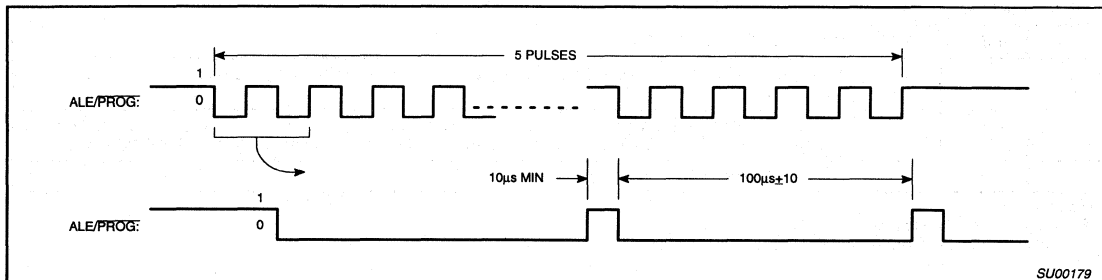 5 PULSES
1
ALE/PROG:
0
10µs MIN
100µs±10
1
ALE/PROG:
0
SU00179